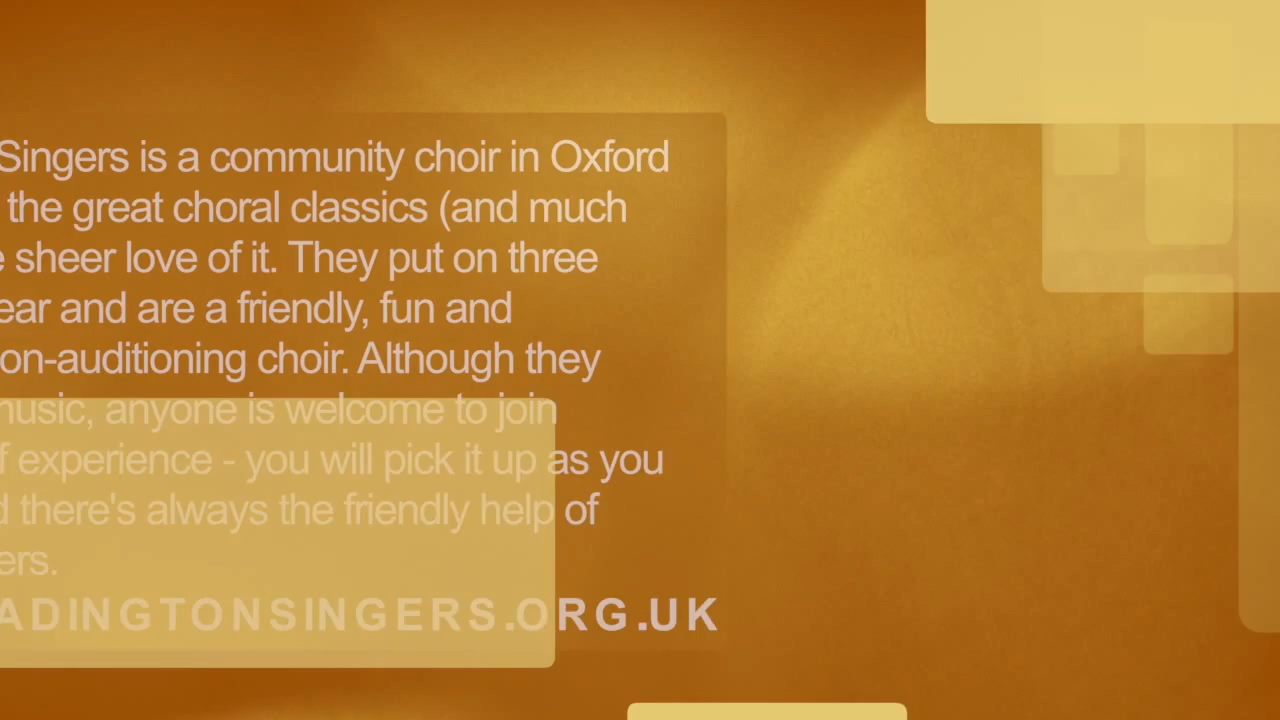 Singers is a community choir in Oxford
the great choral classics (and much
sheer love of it. They put on three
and are a friendly, fun and
on-auditioning choir. Although they
music, anyone is welcome to join
experience - you will pick it up as you
there's always the friendly help of
ers.
ADINGTONSINGERS.ORG.UK